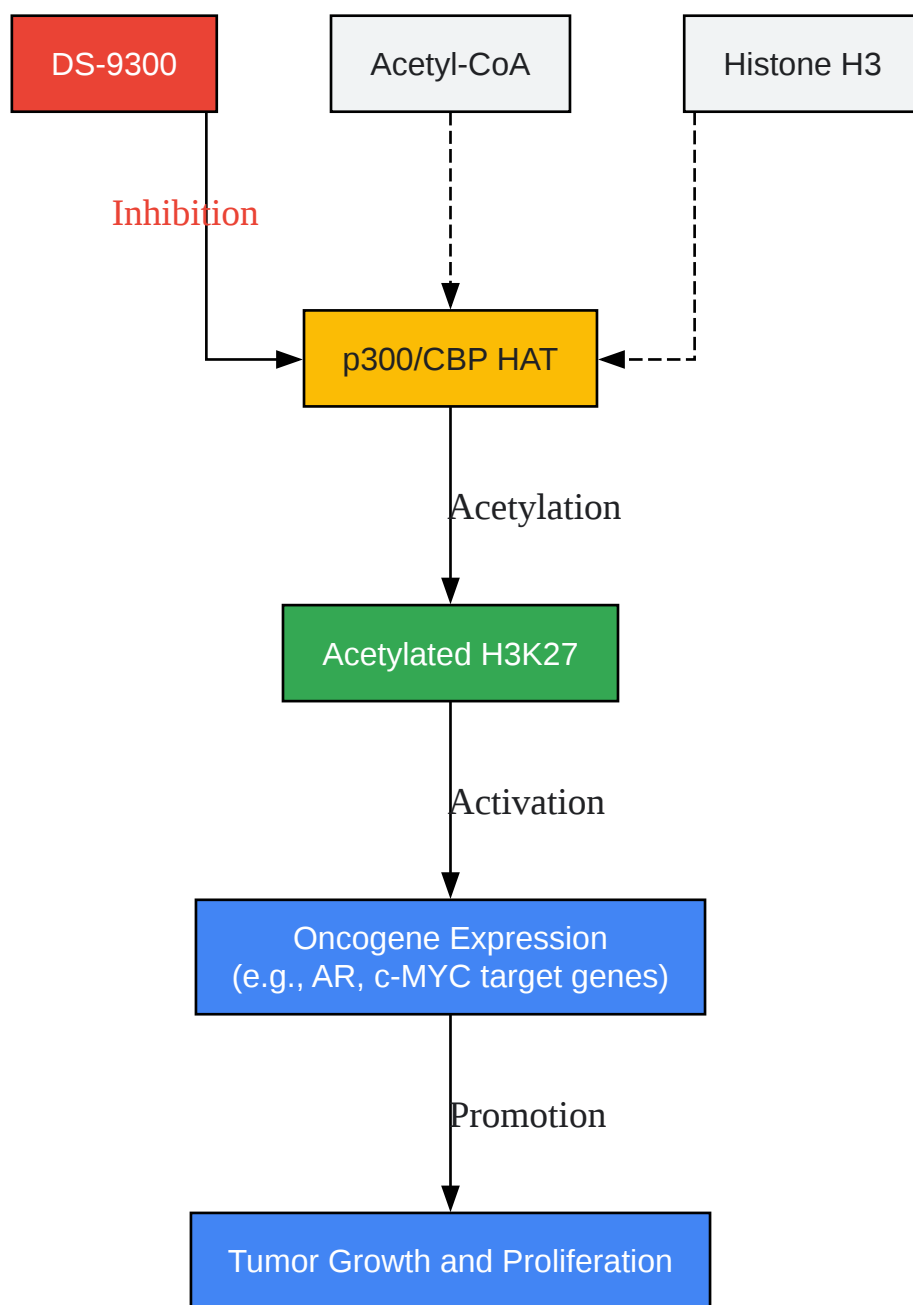 DS-9300
Acetyl-CoA
Histone H3
Inhibition
p300/CBP HAT
Acetylation
Acetylated H3K27
Activation
Oncogene Expression
(e.g., AR, c-MYC target genes)
Promotion
Tumor Growth and Proliferation